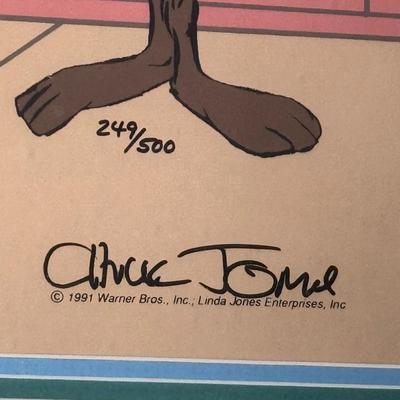 249/500
Chuck Jones
© 1991 Warner Bros., Inc.; Linda Jones Enterprises, Inc